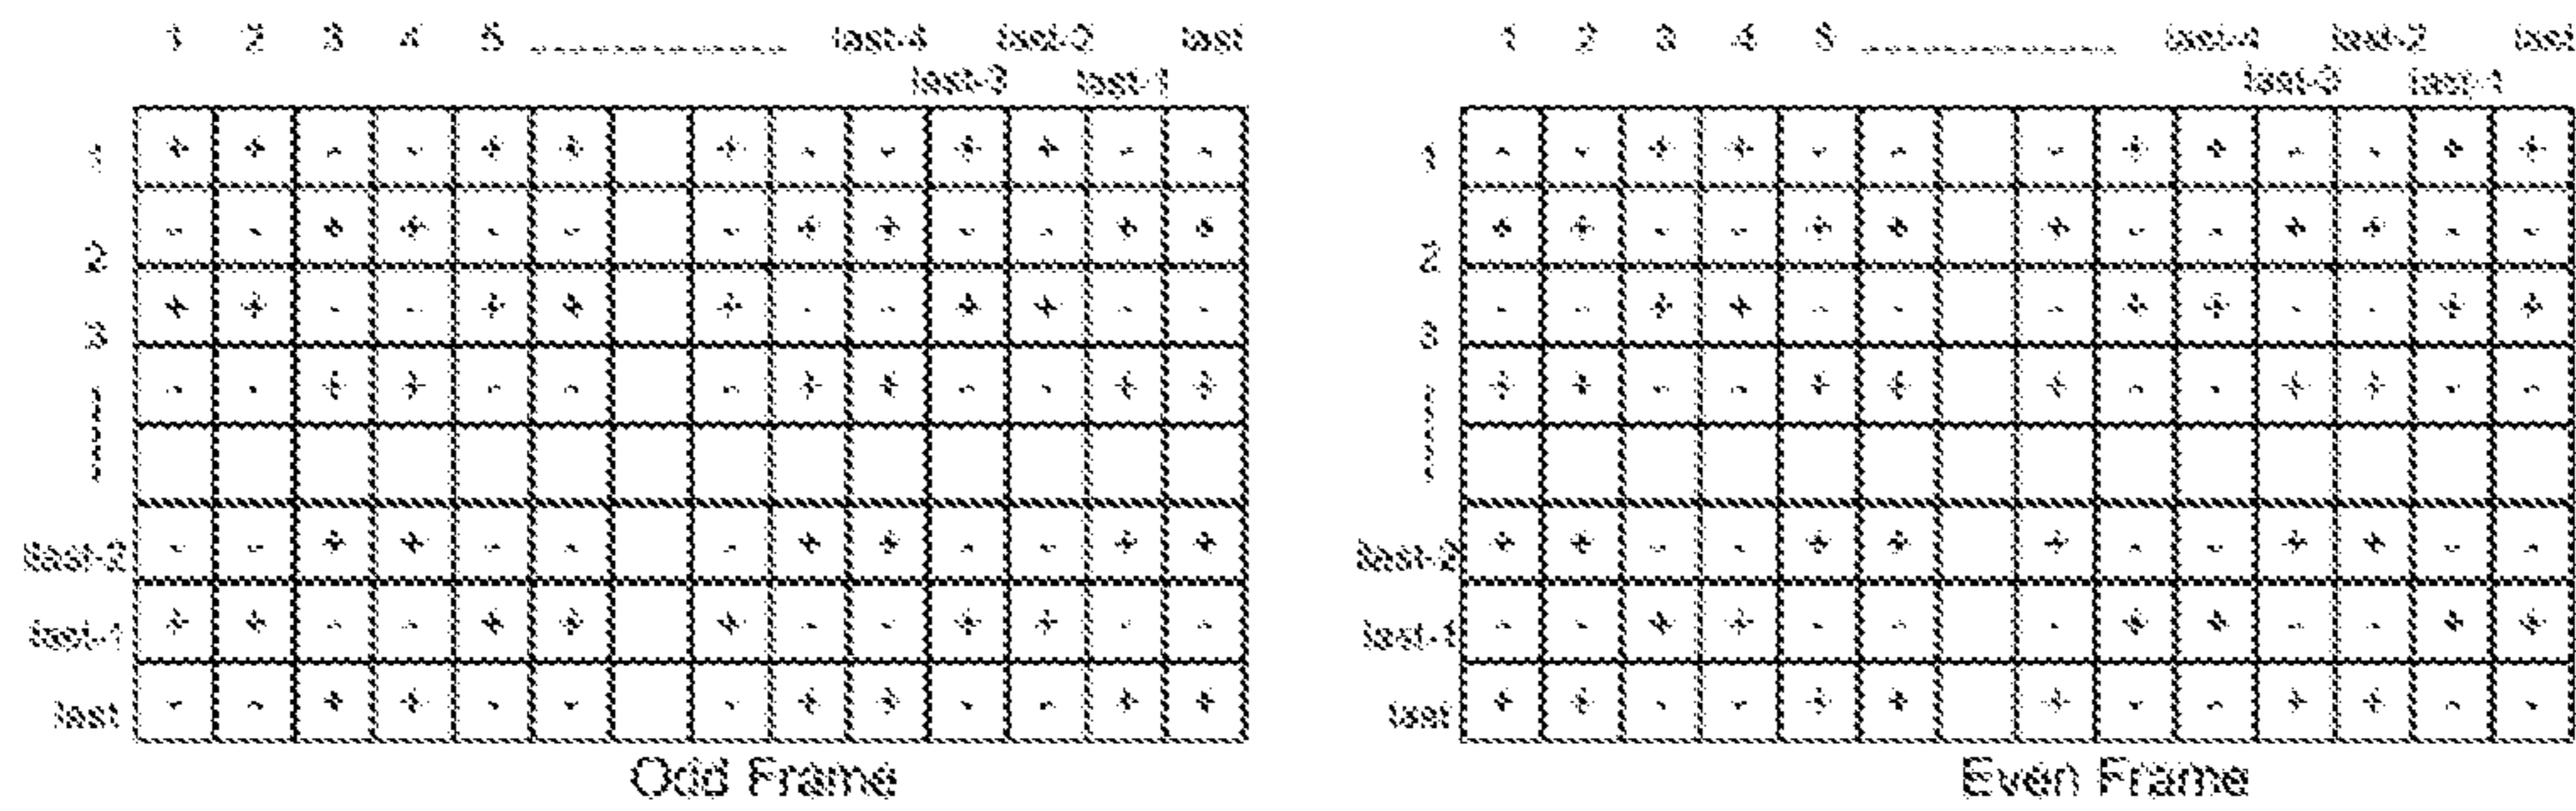 1 2 3 4 5 last-4 last-2 last
last-3 last-1
1 + + - - + + + - - + + - -
2 - - + + - - - + + - - + +
3 + + - - + + + - - + + - -
- - + + - - - + + - - + +
last-2 - - + + - - - + + - - + +
last-1 + + - - + + + - - + + - -
last - - + + - - - + + - - + +
Odd Frame
1 2 3 4 5 last-4 last-2 last
last-3 last-1
1 - - + + - - - + + - - + +
2 + + - - + + + - - + + - -
3 - - + + - - - + + - - + +
+ + - - + + + - - + + - -
last-2 + + - - + + + - - + + - -
last-1 - - + + - - - + + - - + +
last + + - - + + + - - + + - -
Even Frame